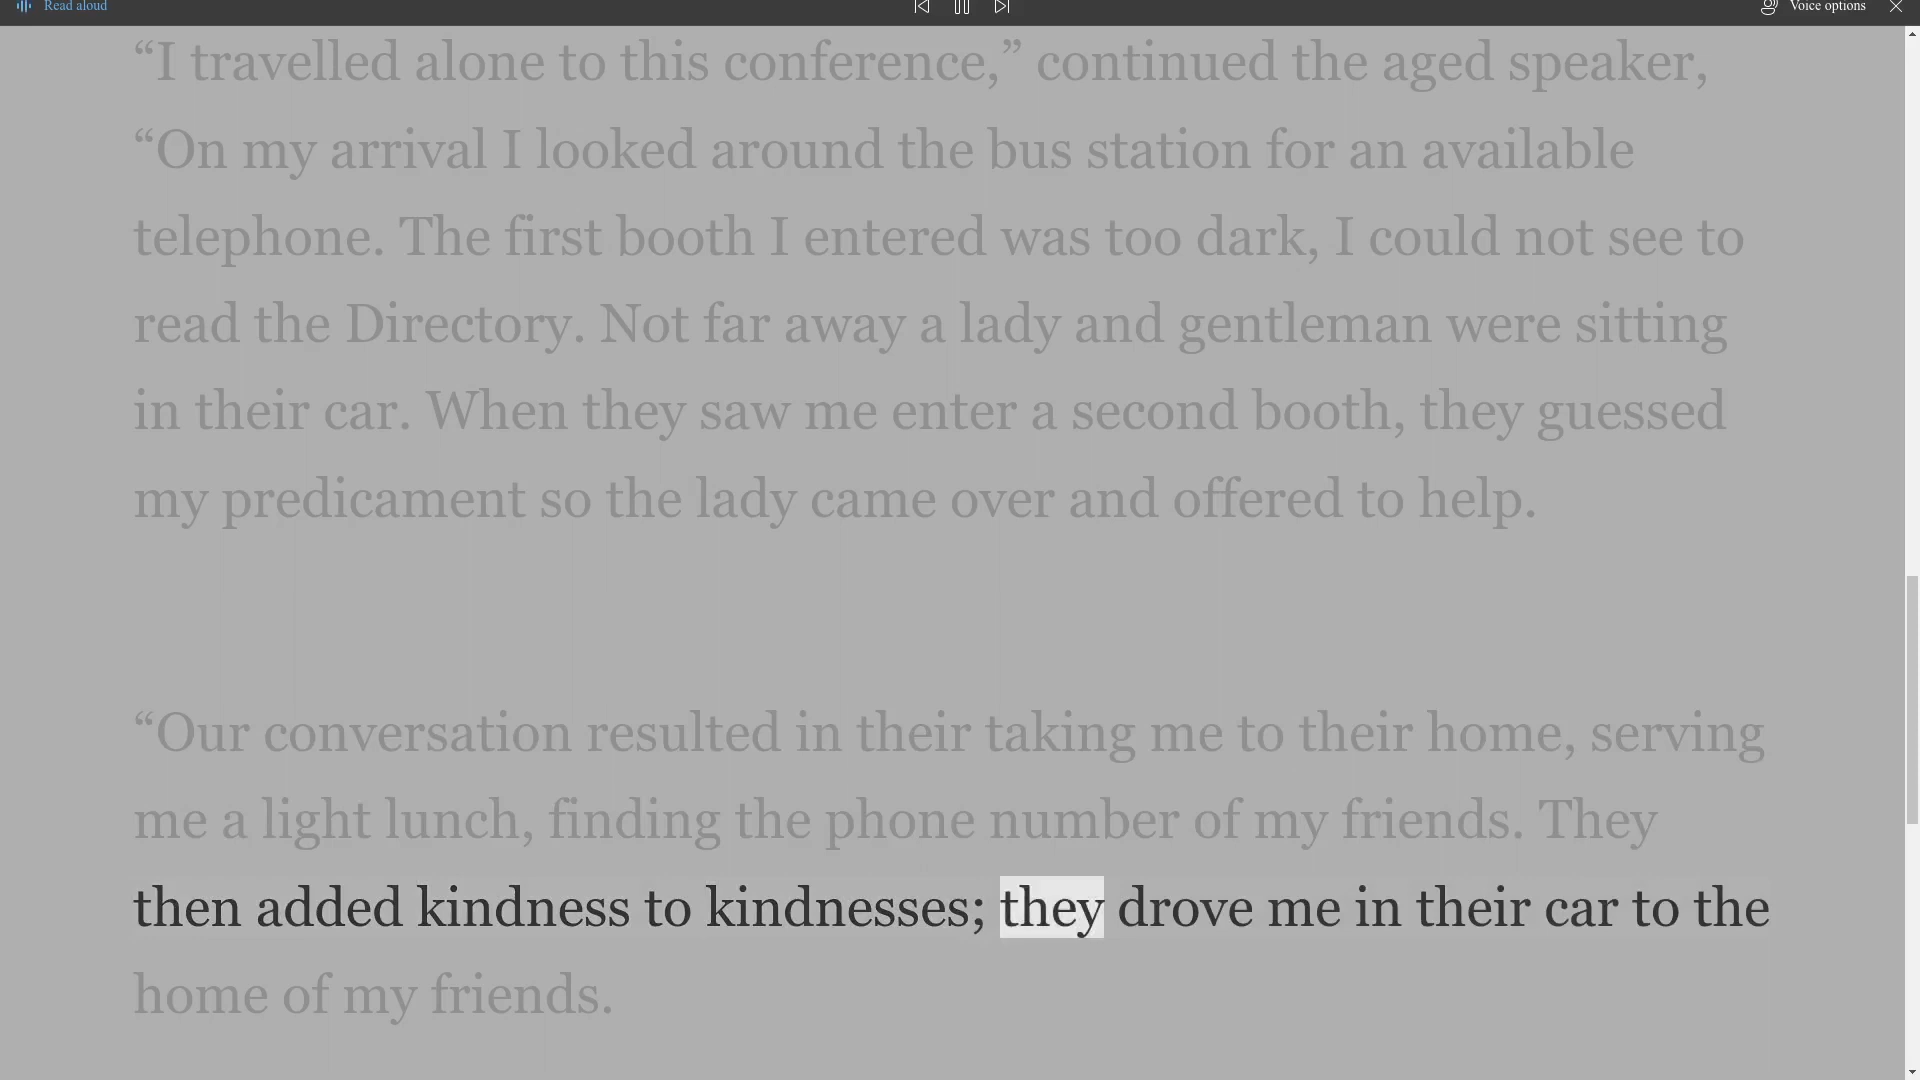 Read aloud
Voice options
“I travelled alone to this conference,” continued the aged speaker,
“On my arrival I looked around the bus station for an available
telephone. The first booth I entered was too dark, I could not see to
read the Directory. Not far away a lady and gentleman were sitting
in their car. When they saw me enter a second booth, they guessed
my predicament so the lady came over and offered to help.
“Our conversation resulted in their taking me to their home, serving
me a light lunch, finding the phone number of my friends. They
then added kindness to kindnesses; they drove me in their car to the
home of my friends.